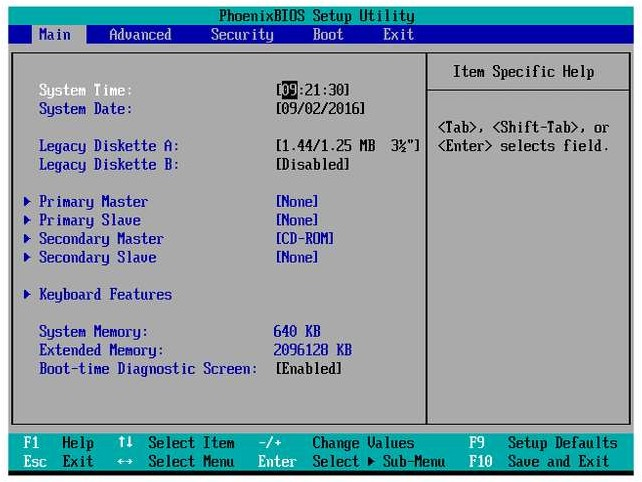 PhoenixBIOS Setup Utility
Main Advanced Security Boot Exit
Item Specific Help
System Time: [09:21:30]
System Date: [09/02/2016]
<Tab>, <Shift-Tab>, or
<Enter> selects field.
Legacy Diskette A: [1.44/1.25 MB 3½"]
Legacy Diskette B: [Disabled]
▶ Primary Master [None]
▶ Primary Slave [None]
▶ Secondary Master [CD-ROM]
▶ Secondary Slave [None]
▶ Keyboard Features
System Memory: 640 KB
Extended Memory: 2096128 KB
Boot-time Diagnostic Screen: [Enabled]
F1 Help ↑↓ Select Item -/+ Change Values F9 Setup Defaults
Esc Exit ↔ Select Menu Enter Select ▶ Sub-Menu F10 Save and Exit